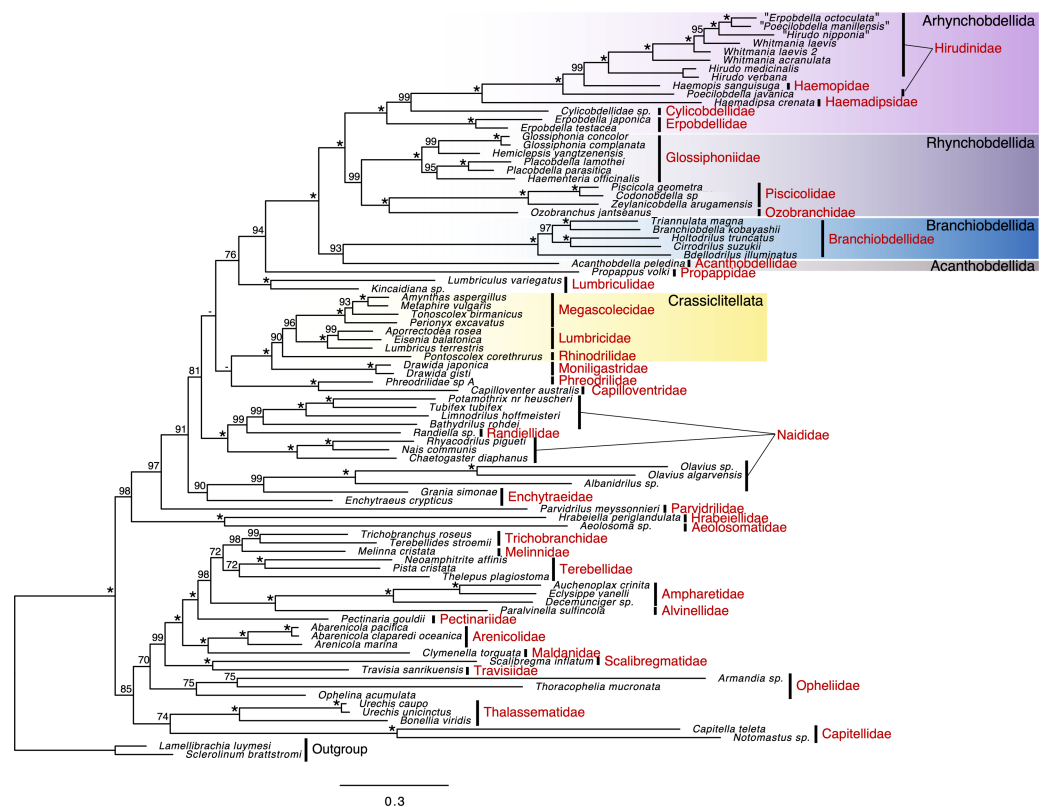 Arhynchobdellida
"Erpobdella octoculata"
"Poecilobdella manillensis"
"Hirudo nipponia"
Whitmania laevis
Whitmania laevis 2
Whitmania acranulata
Hirudo medicinalis
Hirudo verbana
Hirudinidae
Haemopis sanguisuga
Haemopidae
Poecilobdella javanica
Haemadipsa crenata
Haemadipsidae
Cylicobdellidae sp.
Cylicobdellidae
Erpobdella japonica
Erpobdella testacea
Erpobdellidae
Rhynchobdellida
Glossiphonia concolor
Glossiphonia complanata
Hemiclepsis yangtzenensis
Placobdella lamothei
Placobdella parasitica
Haementeria officinalis
Glossiphoniidae
Piscicola geometra
Codonobdella sp
Zeylanicobdella arugamensis
Piscicolidae
Ozobranchus jantseanus
Ozobranchidae
Branchiobdellida
Triannulata magna
Branchiobdella kobayashii
Holtodrilus truncatus
Cirrodrilus suzukii
Bdellodrilus illuminatus
Branchiobdellidae
Acanthobdella peledina
Acanthobdellidae
Acanthobdellida
Propappus volki
Propappidae
Lumbriculus variegatus
Kincaidiana sp.
Lumbriculidae
Crassiclitellata
Amynthas aspergillus
Metaphire vulgaris
Tonoscolex birmanicus
Perionyx excavatus
Megascolecidae
Aporrectodea rosea
Eisenia balatonica
Lumbricus terrestris
Lumbricidae
Pontoscolex corethrurus
Rhinodrilidae
Drawida japonica
Drawida gisti
Moniligastridae
Phreodrilidae sp A
Phreodrilidae
Capilloventer australis
Capilloventridae
Potamothrix nr heuscheri
Tubifex tubifex
Limnodrilus hoffmeisteri
Bathydrilus rohdei
Randiella sp.
Randiellidae
Rhyacodrilus pigueti
Nais communis
Chaetogaster diaphanus
Naididae
Olavius sp.
Olavius algarvensis
Albanidrilus sp.
Grania simonae
Enchytraeus crypticus
Enchytraeidae
Parvidrilus meyssonnieri
Parvidrilidae
Hrabeiella periglandulata
Hrabeiellidae
Aeolosoma sp.
Aeolosomatidae
Trichobranchus roseus
Terebellides stroemii
Trichobranchidae
Melinna cristata
Melinnidae
Neoamphitrite affinis
Pista cristata
Thelepus plagiostoma
Terebellidae
Auchenoplax crinita
Eclysippe vanelli
Decemunciger sp.
Ampharetidae
Paralvinella sulfincola
Alvinellidae
Pectinaria gouldii
Pectinariidae
Abarenicola pacifica
Abarenicola claparedi oceanica
Arenicola marina
Arenicolidae
Clymenella torquata
Maldanidae
Scalibregma inflatum
Scalibregmatidae
Travisia sanrikuensis
Travisiidae
Armandia sp.
Thoracophelia mucronata
Ophelina acumulata
Opheliidae
Urechis caupo
Urechis unicinctus
Bonellia viridis
Thalassematidae
Capitella teleta
Notomastus sp.
Capitellidae
Lamellibrachia luymesi
Sclerolinum brattstromi
Outgroup
95
99
99
99
99
95
97
93
94
76
93
96
99
90
81
99
99
91
97
99
90
98
99
98
72
72
98
99
70
75
75
85
74
0.3